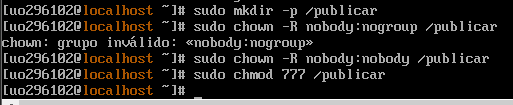 [uo296102@localhost ~]# sudo mkdir -p /publicar
[uo296102@localhost ~]# sudo chown -R nobody:nogroup /publicar
chown: grupo inválido: «nobody:nogroup»
[uo296102@localhost ~]# sudo chown -R nobody:nobody /publicar
[uo296102@localhost ~]# sudo chmod 777 /publicar
[uo296102@localhost ~]# _